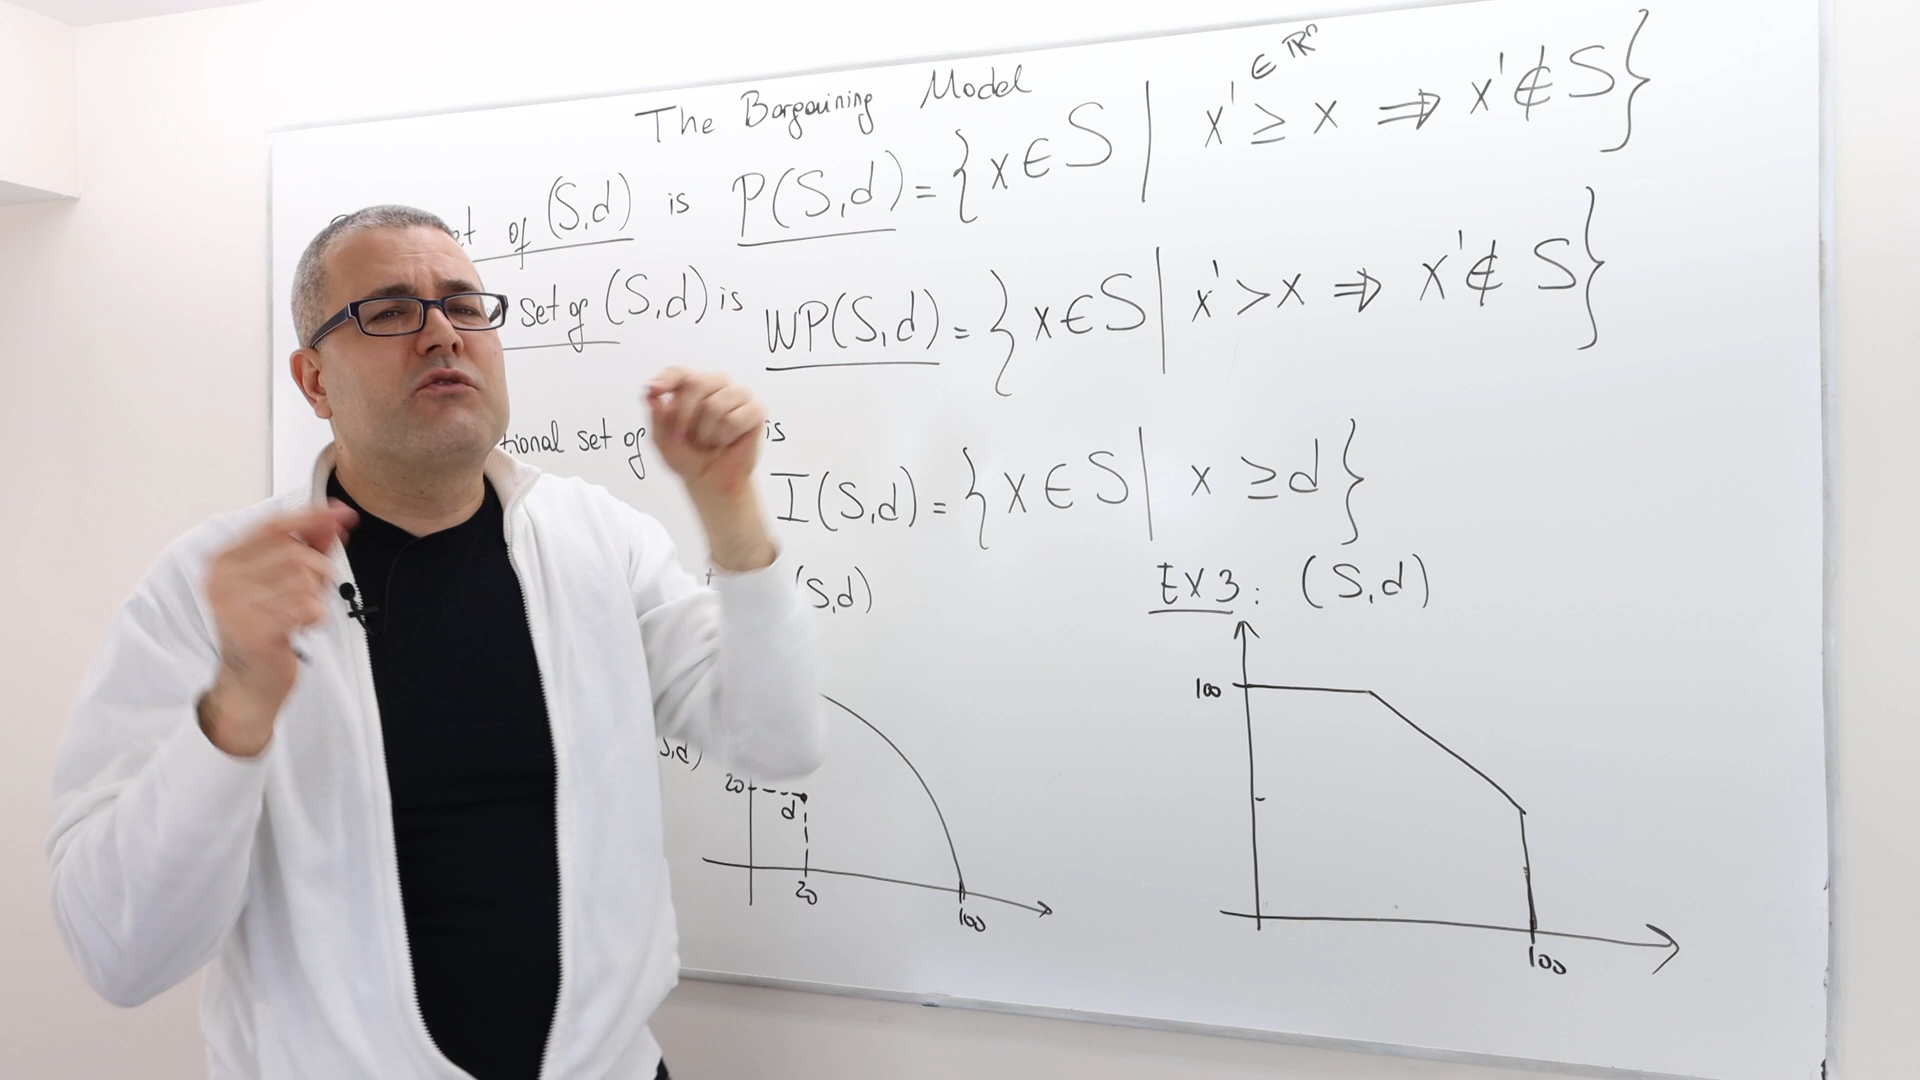 The Bargaining Model
set of (S,d) is P(S,d) = {x∈S | x' ≥ x ⇒ x' ∉ S}
∈ ℝⁿ
set of (S,d) is WP(S,d) = {x∈S | x' > x ⇒ x' ∉ S}
tional set of is
I(S,d) = {x∈S | x ≥ d}
(S,d)
EX 3: (S,d)
100
S,d)
20
d
20
100
100